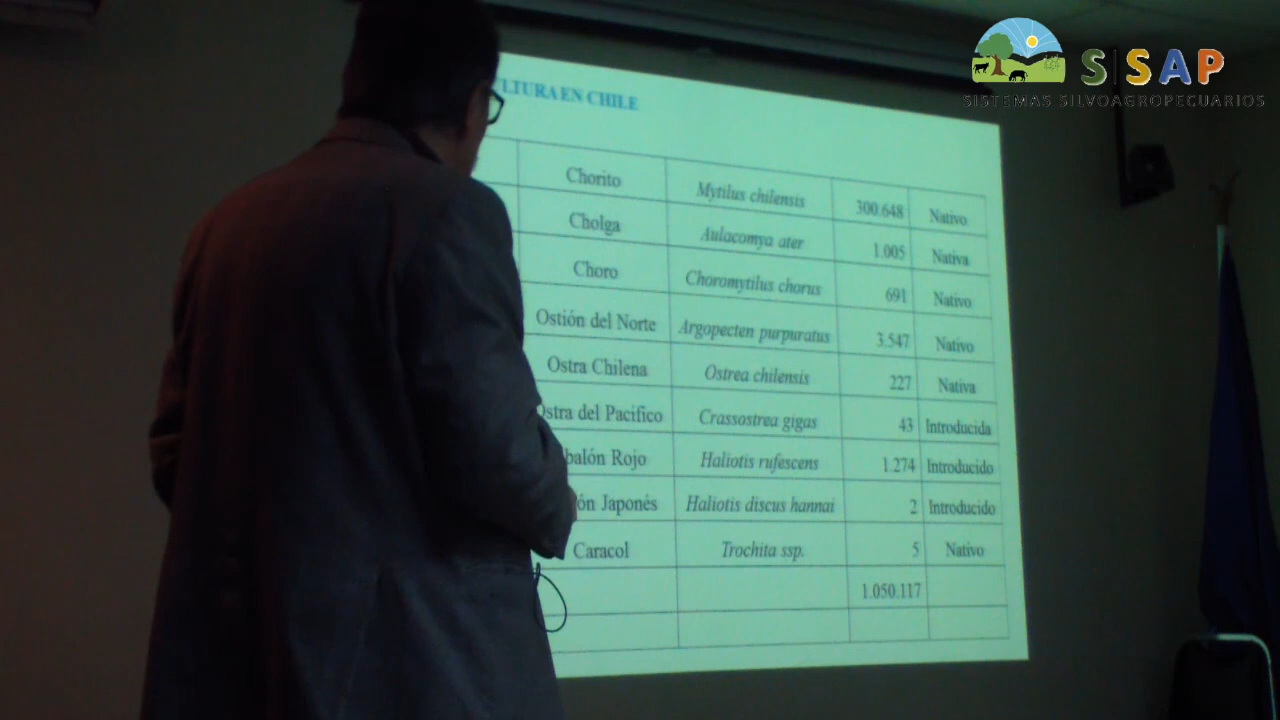 S|SAP
SISTEMAS SILVOAGROPECUARIOS
LTURA EN CHILE
Chorito Mytilus chilensis 300.648 Nativo
Cholga Aulacomya ater 1.005 Nativa
Choro Choromytilus chorus 691 Nativo
Ostión del Norte Argopecten purpuratus 3.547 Nativo
Ostra Chilena Ostrea chilensis 227 Nativa
Ostra del Pacifico Crassostrea gigas 43 Introducida
balón Rojo Haliotis rufescens 1.274 Introducido
ón Japonés Haliotis discus hannai 2 Introducido
Caracol Trochita ssp. 5 Nativo
1.050.117